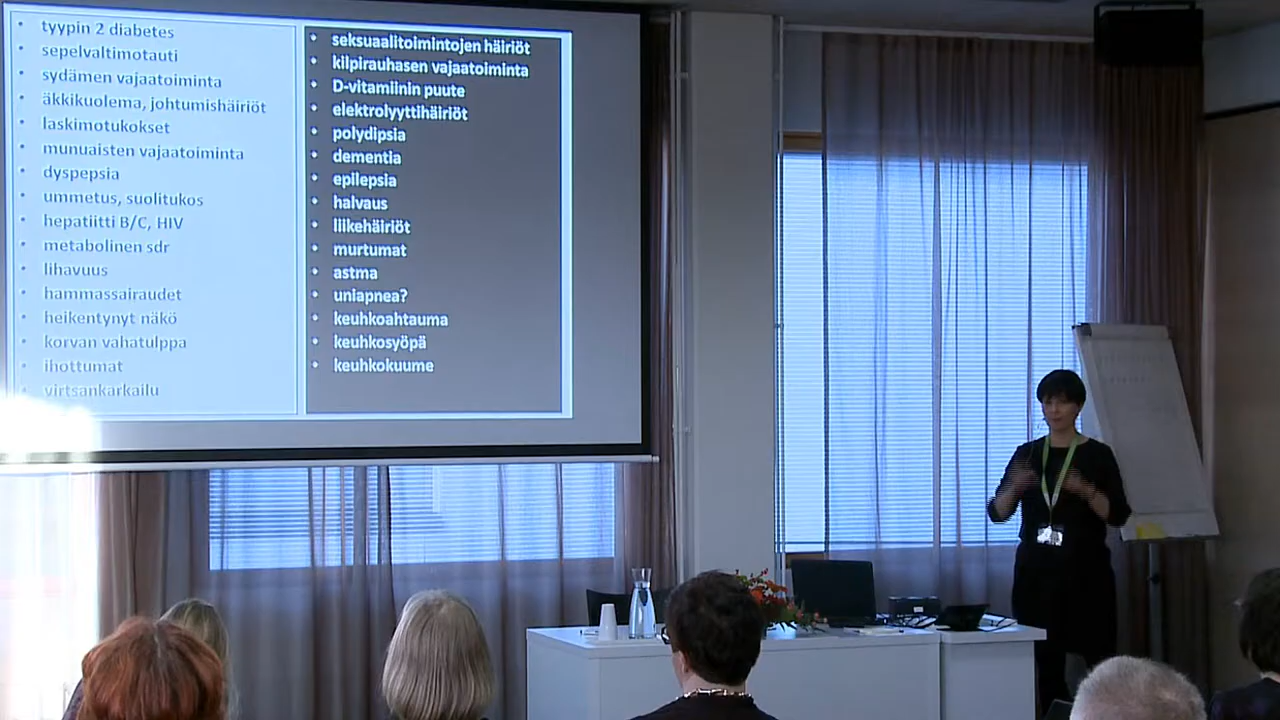 tyypin 2 diabetes
sepelvaltimotauti
sydämen vajaatoiminta
äkkikuolema, johtumishäiriöt
laskimotukokset
munuaisten vajaatoiminta
dyspepsia
ummetus, suolitukos
hepatiitti B/C, HIV
metabolinen sdr
lihavuus
hammassairaudet
heikentynyt näkö
korvan vahatulppa
ihottumat
virtsankarkailu
seksuaalitoimintojen häiriöt
kilpirauhasen vajaatoiminta
D-vitamiinin puute
elektrolyyttihäiriöt
polydipsia
dementia
epilepsia
halvaus
liikehäiriöt
murtumat
astma
uniapnea?
keuhkoahtauma
keuhkosyöpä
keuhkokuume